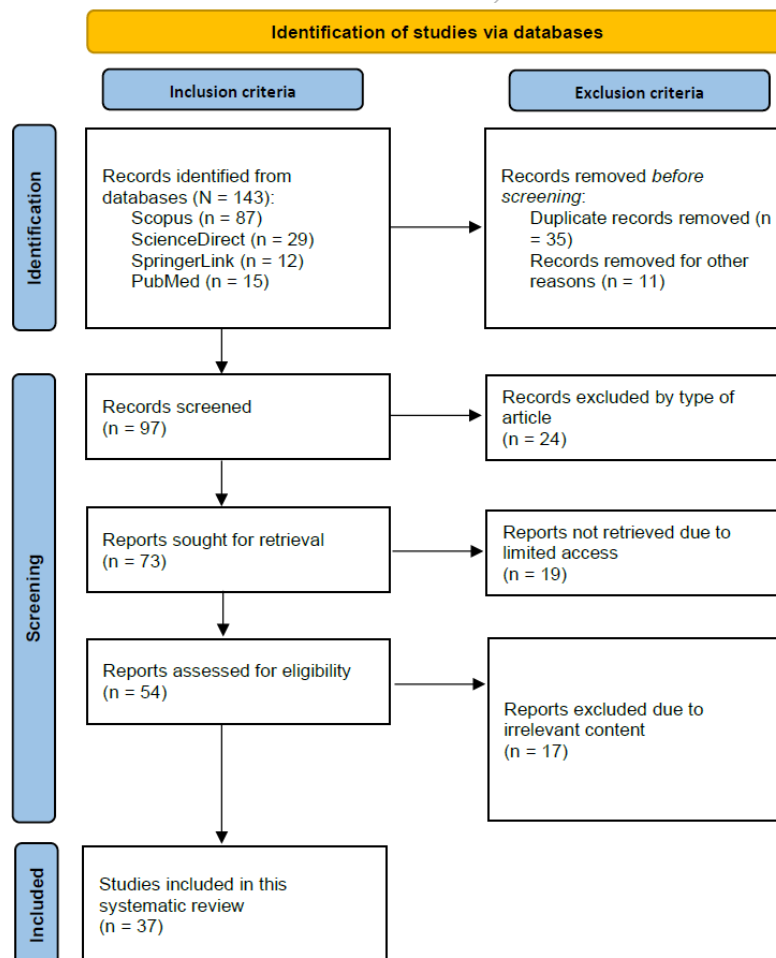 Identification of studies via databases
Inclusion criteria
Exclusion criteria
Identification
Records identified from
databases (N = 143):
Scopus (n = 87)
ScienceDirect (n = 29)
SpringerLink (n = 12)
PubMed (n = 15)
Records removed before
screening:
Duplicate records removed (n
= 35)
Records removed for other
reasons (n = 11)
Screening
Records screened
(n = 97)
Records excluded by type of
article
(n = 24)
Reports sought for retrieval
(n = 73)
Reports not retrieved due to
limited access
(n = 19)
Reports assessed for eligibility
(n = 54)
Reports excluded due to
irrelevant content
(n = 17)
Included
Studies included in this
systematic review
(n = 37)